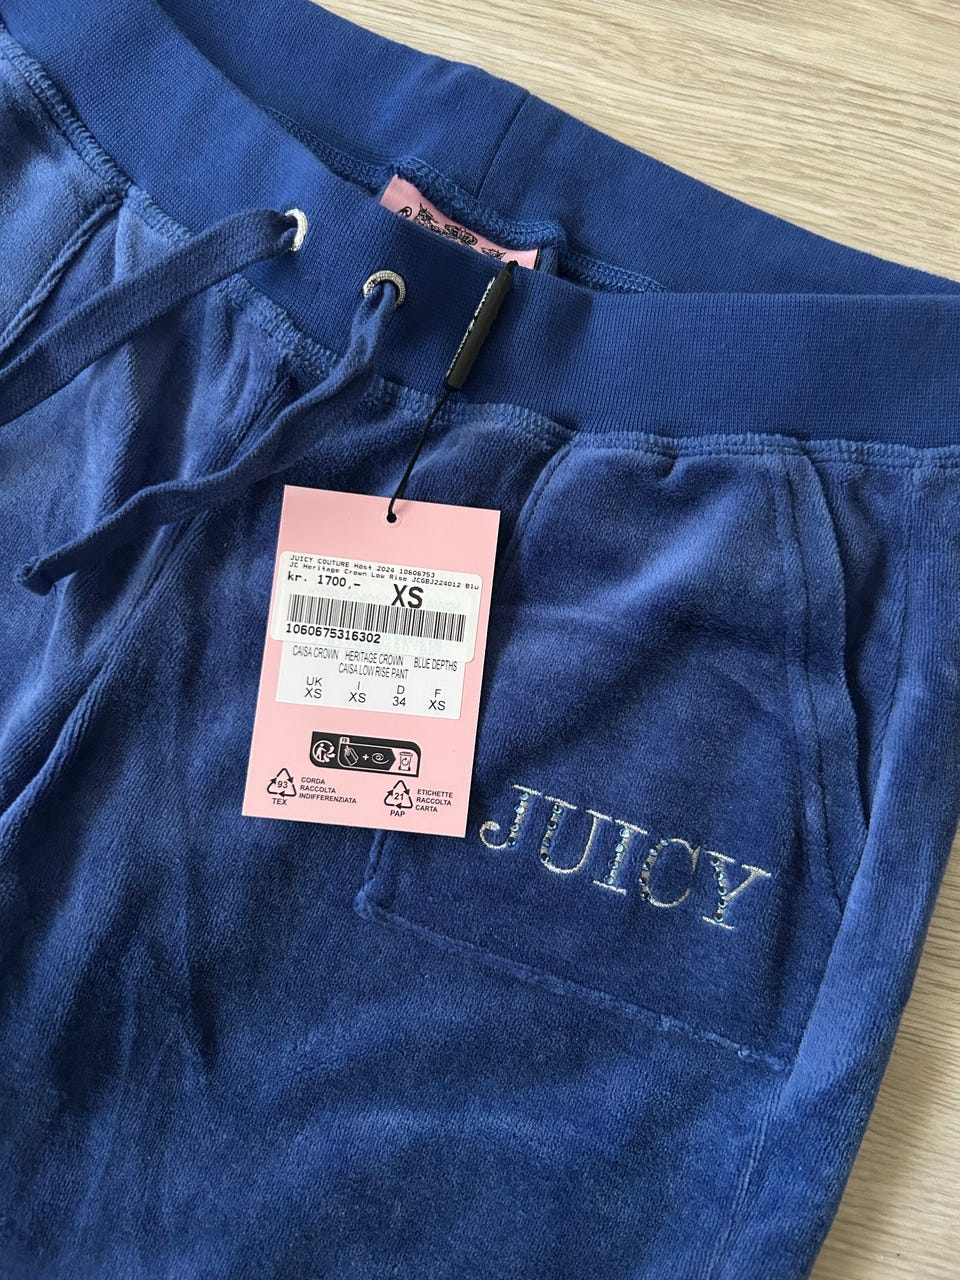 JUICY COUTURE Höst 2024 10606753
JC Heritage Crown Low Rise JCGBJ224012 Blu
kr. 1700,-
XS
1060675316302
CAISA CROWN HERITAGE CROWN BLUE DEPTHS
CAISA LOW RISE PANT
UK I D F
XS XS 34 XS
FR
93
TEX
CORDA
RACCOLTA
INDIFFERENZIATA
21
PAP
ETICHETTE
RACCOLTA
CARTA
JUICY